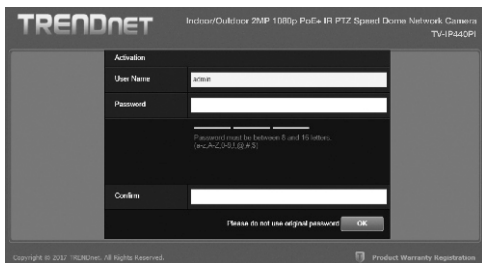 TRENDNET
Indoor/Outdoor 2MP 1080p PoE+ IR PTZ Speed Dome Network Camera
TV-IP440PI
Activation
User Name
admin
Password
Password must be between 8 and 16 letters.
(a-z,A-Z,0-9,!,@,#,$)
Confirm
Please do not use original password
OK
Copyright © 2017 TRENDnet. All Rights Reserved.
Product Warranty Registration